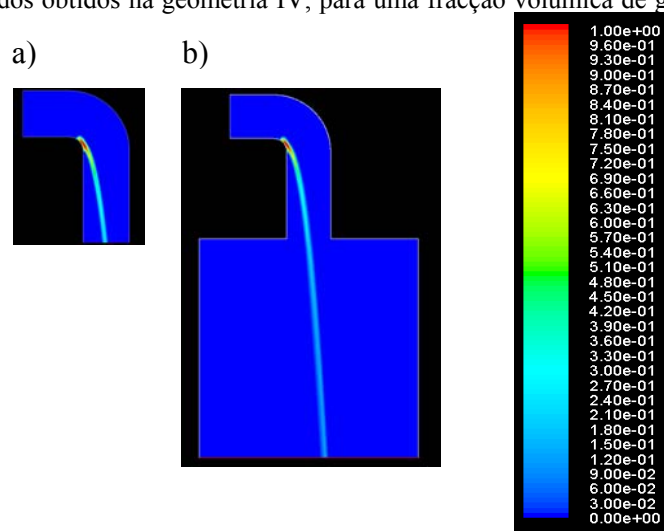 dos obtidos na geometria IV, para uma fracção volúmica de g
a)
b)
1.00e+00
9.60e-01
9.30e-01
9.00e-01
8.70e-01
8.40e-01
8.10e-01
7.80e-01
7.50e-01
7.20e-01
6.90e-01
6.60e-01
6.30e-01
6.00e-01
5.70e-01
5.40e-01
5.10e-01
4.80e-01
4.50e-01
4.20e-01
3.90e-01
3.60e-01
3.30e-01
3.00e-01
2.70e-01
2.40e-01
2.10e-01
1.80e-01
1.50e-01
1.20e-01
9.00e-02
6.00e-02
3.00e-02
0.00e+00